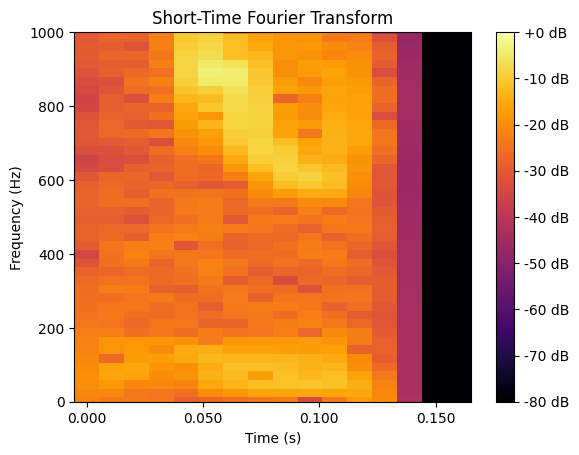 Short-Time Fourier Transform
Frequency (Hz)
1000
800
600
400
200
0
0.000
0.050
0.100
0.150
Time (s)
+0 dB
-10 dB
-20 dB
-30 dB
-40 dB
-50 dB
-60 dB
-70 dB
-80 dB